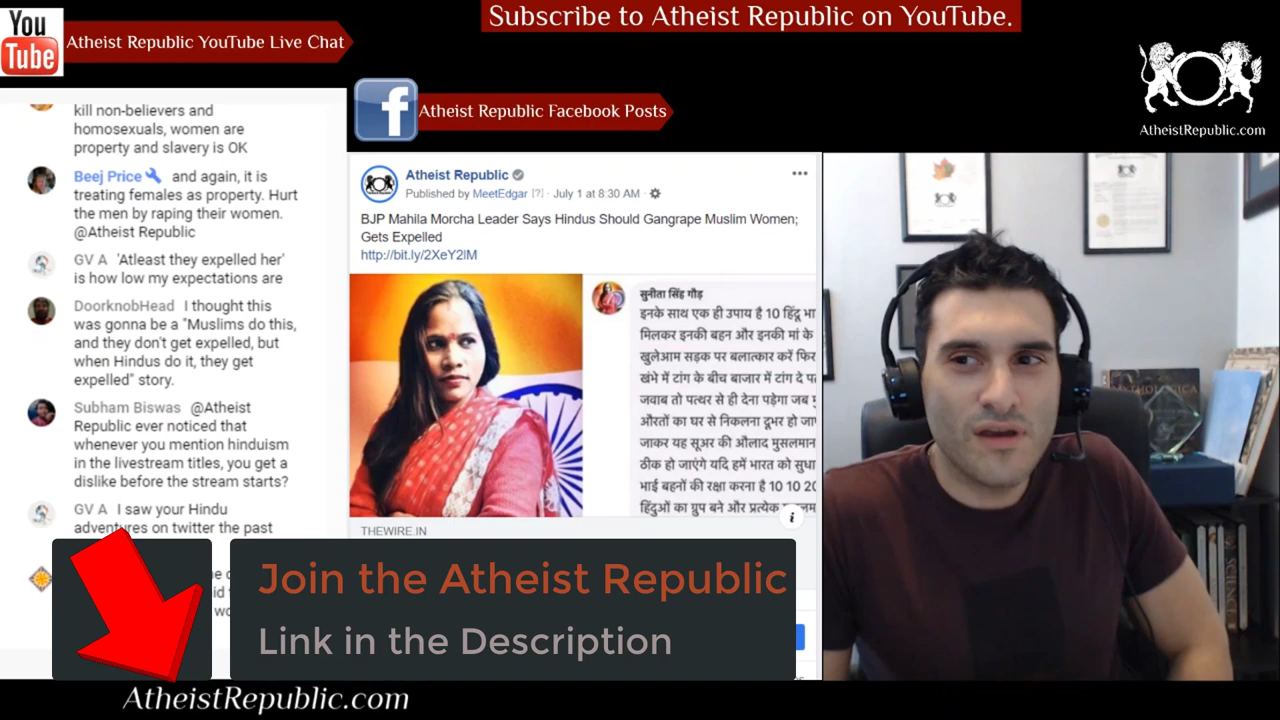 You
Tube
Atheist Republic YouTube Live Chat
Subscribe to Atheist Republic on YouTube.
AtheistRepublic.com
f
Atheist Republic Facebook Posts
kill non-believers and
homosexuals, women are
property and slavery is OK
Beej Price and again, it is
treating females as property. Hurt
the men by raping their women.
@Atheist Republic
GV A 'Atleast they expelled her'
is how low my expectations are
DoorknobHead I thought this
was gonna be a "Muslims do this,
and they don't get expelled, but
when Hindus do it, they get
expelled" story.
Subham Biswas @Atheist
Republic ever noticed that
whenever you mention hinduism
in the livestream titles, you get a
dislike before the stream starts?
GV A I saw your Hindu
adventures on twitter the past
Atheist Republic
Published by MeetEdgar [?] · July 1 at 8:30 AM ·
BJP Mahila Morcha Leader Says Hindus Should Gangrape Muslim Women;
Gets Expelled
http://bit.ly/2XeY2lM
सुनीता सिंह गौड़
इनके साथ एक ही उपाय है 10 हिंदू भा
मिलकर इनकी बहन और इनकी मां के
खुलेआम सड़क पर बलात्कार करें फिर
खंभे में टांग के बीच बाजार में टांग दे
जवाब तो पत्थर से ही देना पड़ेगा जब
औरतों का घर से निकलना दूभर हो जा
जाकर यह सूअर की औलाद मुसलमान
ठीक हो जाएंगे यदि हमें भारत को सुधा
भाई बहनों की रक्षा करना है 10 10 20
हिंदुओं का ग्रुप बने और प्रत्येक
THEWIRE.IN
MYTHOLOGICA
SCIENCE
Join the Atheist Republic
Link in the Description
AtheistRepublic.com